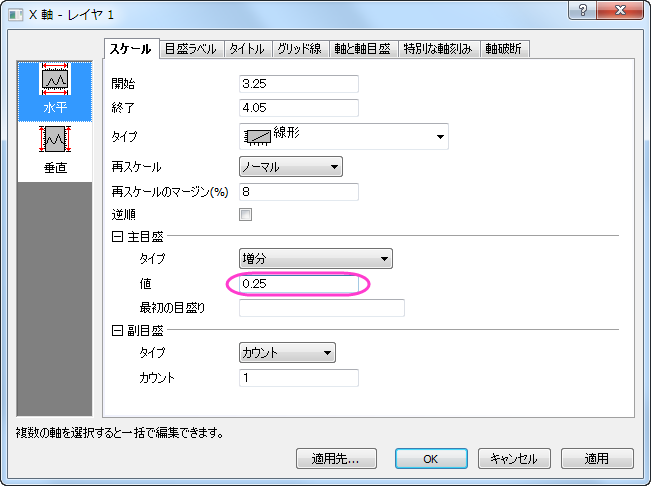 X 軸 - レイヤ 1
スケール 目盛ラベル タイトル グリッド線 軸と軸目盛 特別な軸刻み 軸破断
水平
垂直
開始 3.25
終了 4.05
タイプ 線形
再スケール ノーマル
再スケールのマージン(%) 8
逆順
主目盛
タイプ 増分
値 0.25
最初の目盛り
副目盛
タイプ カウント
カウント 1
複数の軸を選択すると一括で編集できます。
適用先... OK キャンセル 適用